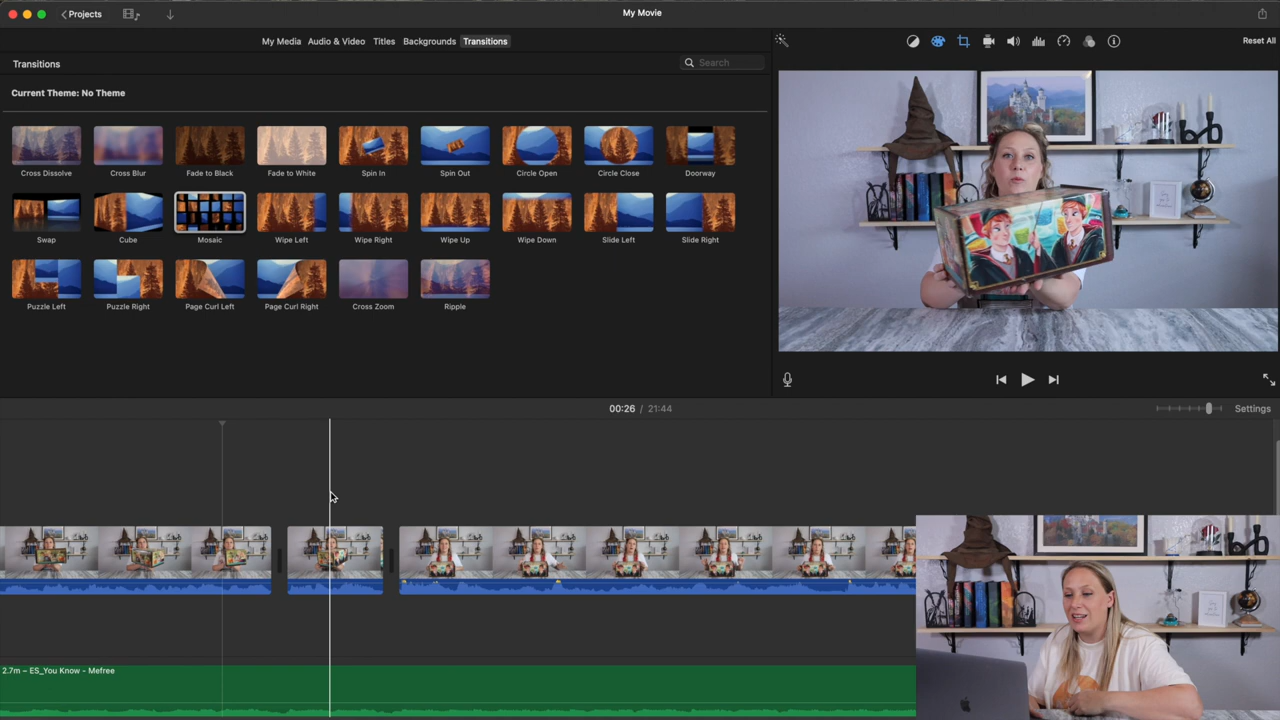 Projects
My Movie
My Media Audio & Video Titles Backgrounds Transitions
Reset All
Transitions
Search
Current Theme: No Theme
Cross Dissolve Cross Blur Fade to Black Fade to White Spin In Spin Out Circle Open Circle Close Doorway
Swap Cube Mosaic Wipe Left Wipe Right Wipe Up Wipe Down Slide Left Slide Right
Puzzle Left Puzzle Right Page Curl Left Page Curl Right Cross Zoom Ripple
00:26 / 21:44
Settings
2.7m – ES_You Know - Mefree